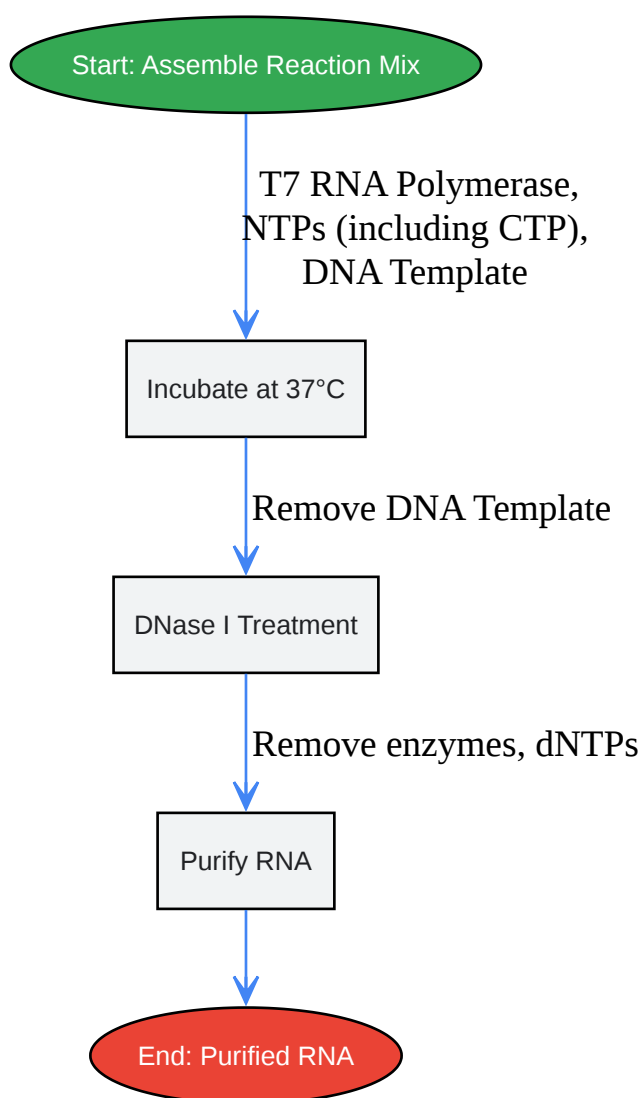 Start: Assemble Reaction Mix
T7 RNA Polymerase,
NTPs (including CTP),
DNA Template
Incubate at 37°C
Remove DNA Template
DNase I Treatment
Remove enzymes, dNTPs
Purify RNA
End: Purified RNA